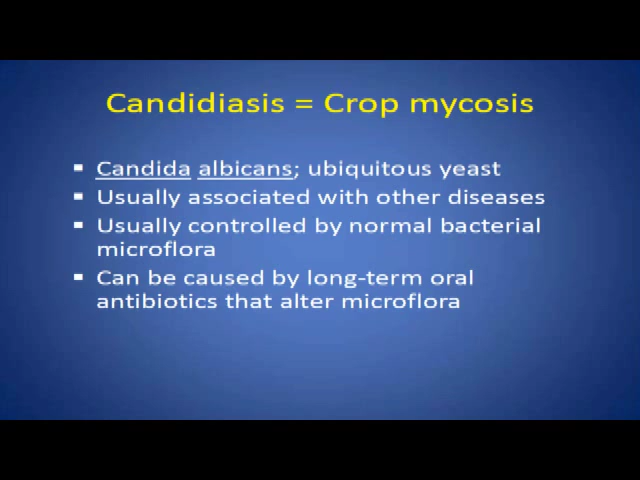 Candidiasis = Crop mycosis
▪ Candida albicans; ubiquitous yeast
▪ Usually associated with other diseases
▪ Usually controlled by normal bacterial
microflora
▪ Can be caused by long-term oral
antibiotics that alter microflora